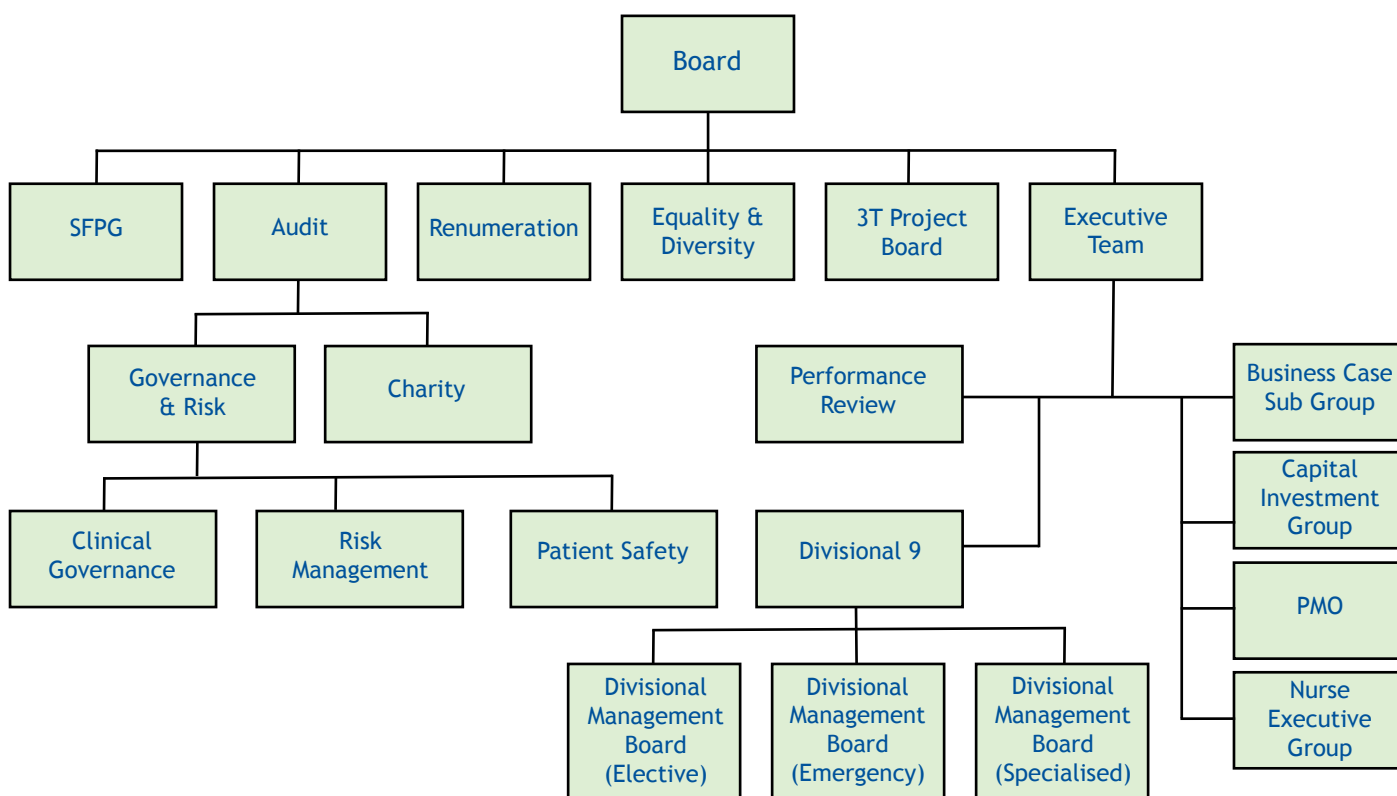 Board
SFPG
Audit
Renumeration
Equality &
Diversity
3T Project
Board
Executive
Team
Governance
& Risk
Charity
Performance
Review
Business Case
Sub Group
Clinical
Governance
Risk
Management
Patient Safety
Divisional 9
Capital
Investment
Group
PMO
Divisional
Management
Board
(Elective)
Divisional
Management
Board
(Emergency)
Divisional
Management
Board
(Specialised)
Nurse
Executive
Group